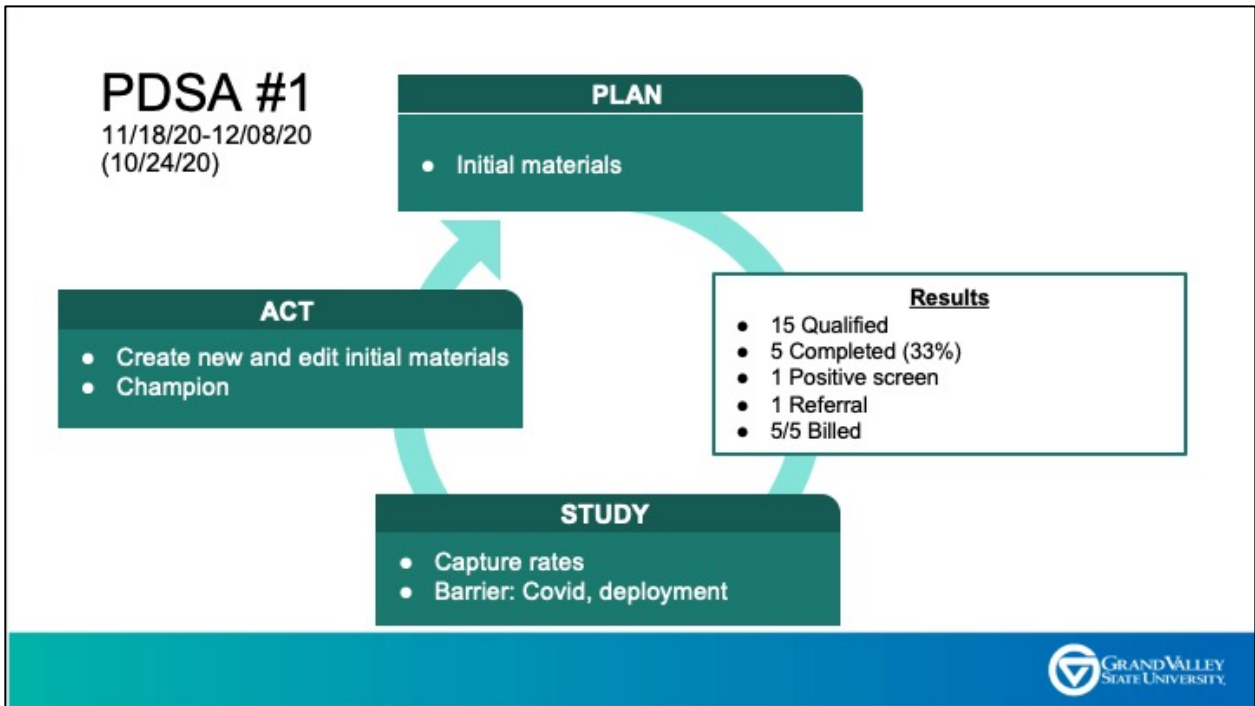 PDSA #1
11/18/20-12/08/20
(10/24/20)
PLAN
● Initial materials
Results
● 15 Qualified
● 5 Completed (33%)
● 1 Positive screen
● 1 Referral
● 5/5 Billed
STUDY
● Capture rates
● Barrier: Covid, deployment
ACT
● Create new and edit initial materials
● Champion
GRAND VALLEY
STATE UNIVERSITY